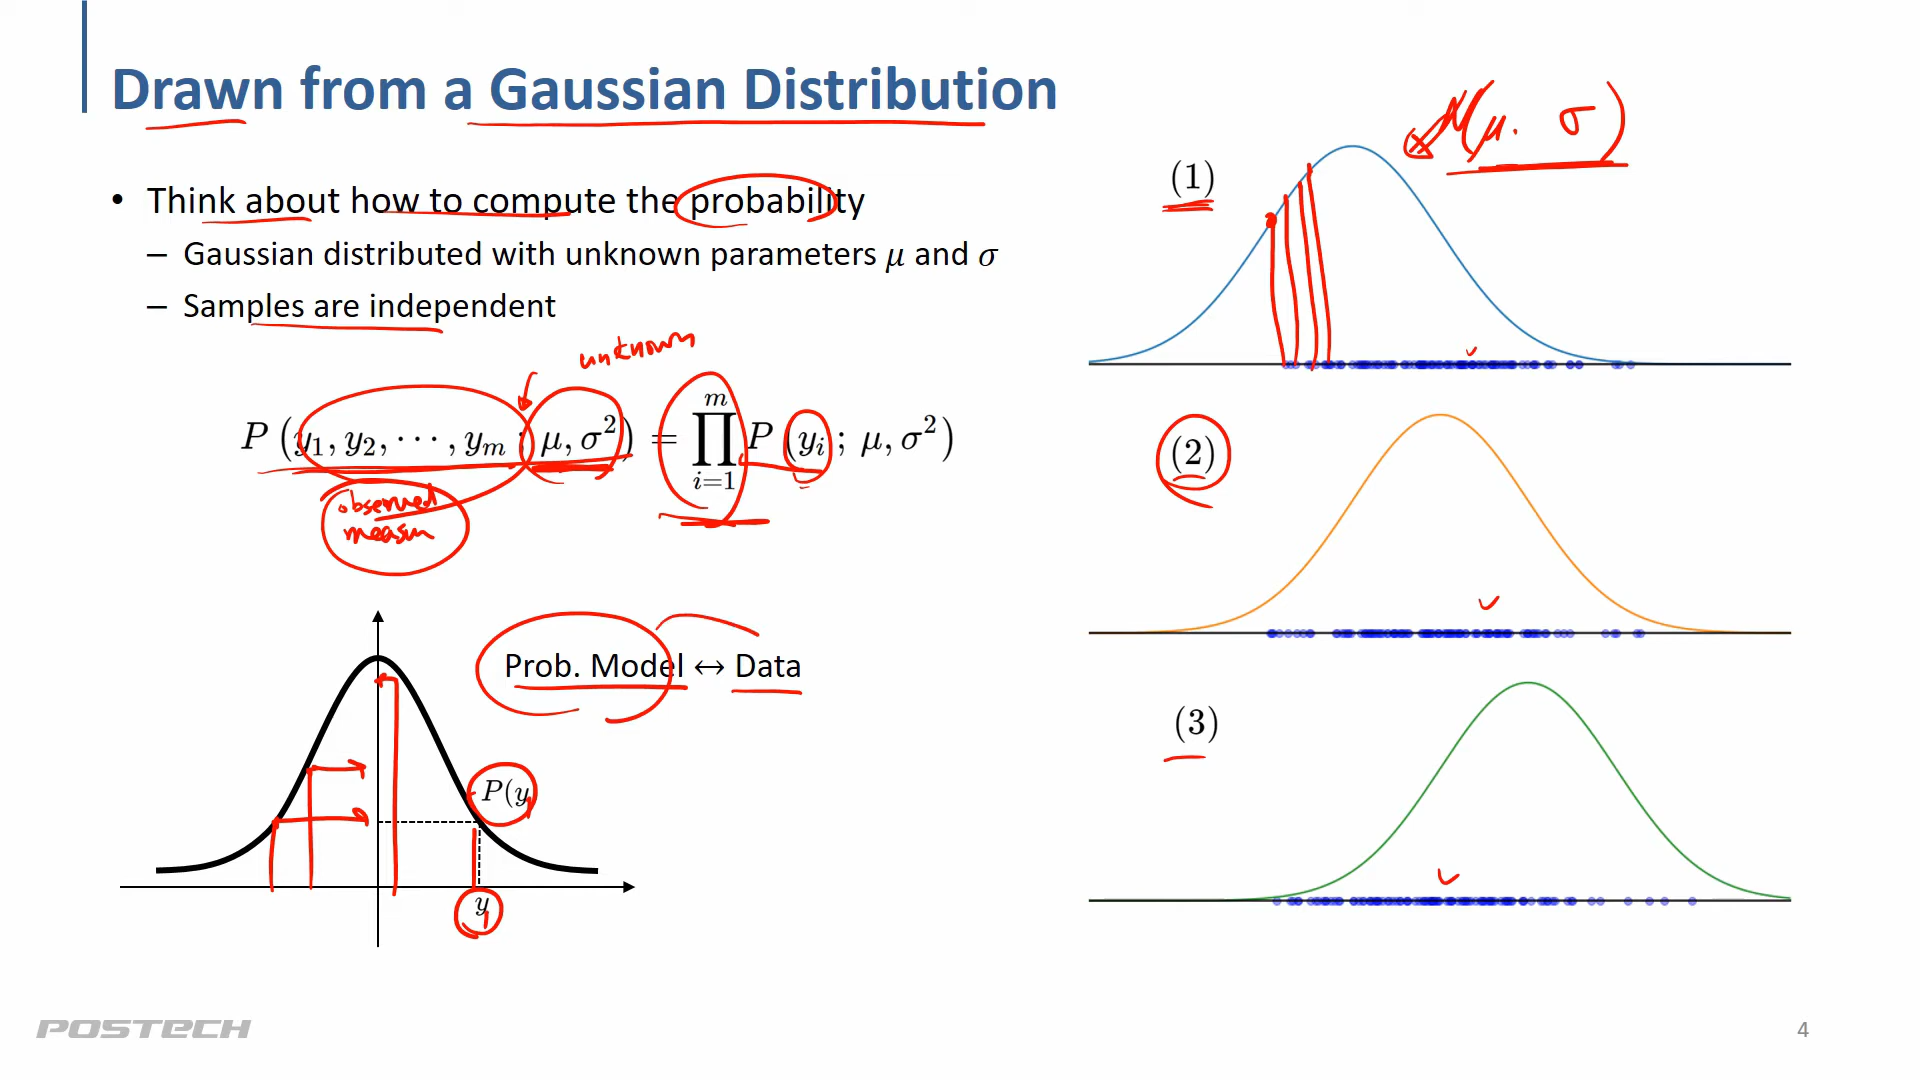 Drawn from a Gaussian Distribution
N(μ. σ)
• Think about how to compute the probability
– Gaussian distributed with unknown parameters μ and σ
– Samples are independent
unknown
P (y₁, y₂, ⋯ , yₘ ; μ, σ²) = ∏ᵢ₌₁ᵐ P (yᵢ ; μ, σ²)
observed
Prob. Model ↔ Data
P(y
y
(1)
(2)
(3)
POSTECH
4